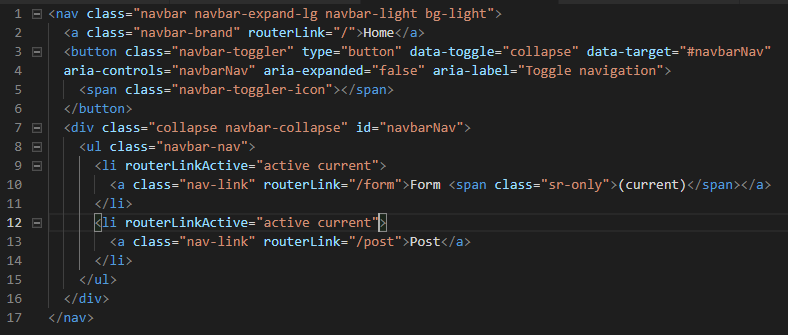 1 <nav class="navbar navbar-expand-lg navbar-light bg-light">
2   <a class="navbar-brand" routerLink="/">Home</a>
3   <button class="navbar-toggler" type="button" data-toggle="collapse" data-target="#navbarNav"
4   aria-controls="navbarNav" aria-expanded="false" aria-label="Toggle navigation">
5     <span class="navbar-toggler-icon"></span>
6   </button>
7   <div class="collapse navbar-collapse" id="navbarNav">
8     <ul class="navbar-nav">
9       <li routerLinkActive="active current">
10         <a class="nav-link" routerLink="/form">Form <span class="sr-only">(current)</span></a>
11       </li>
12       <li routerLinkActive="active current">
13         <a class="nav-link" routerLink="/post">Post</a>
14       </li>
15     </ul>
16   </div>
17 </nav>